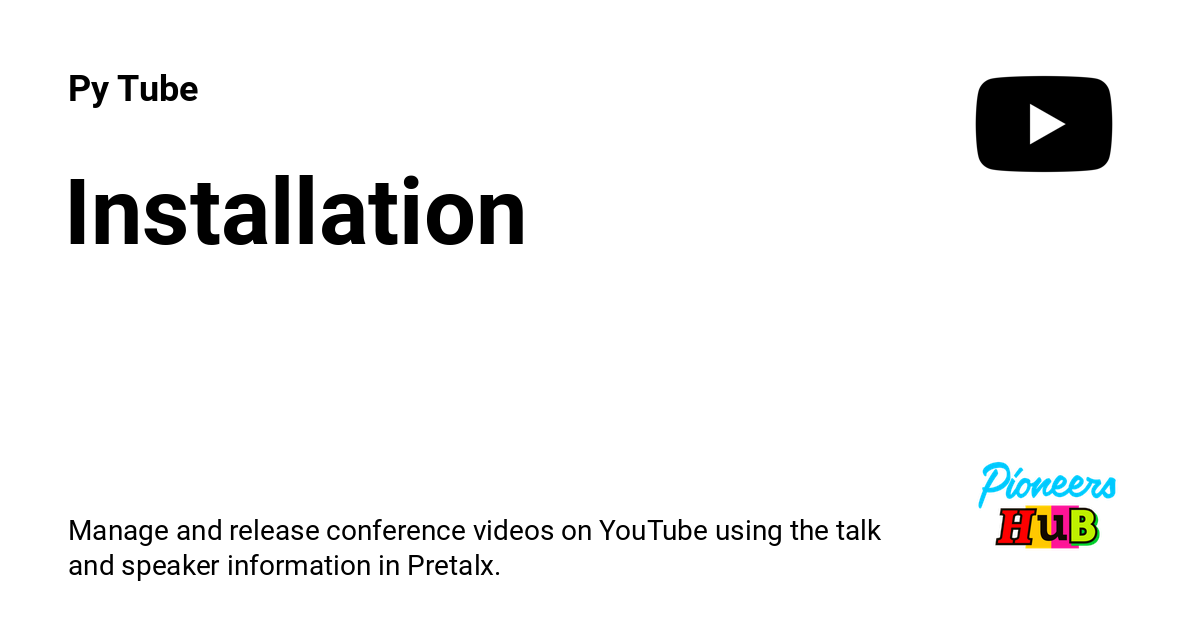 Py Tube
Installation
Manage and release conference videos on YouTube using the talk
and speaker information in Pretalx.
Pioneers
HuB